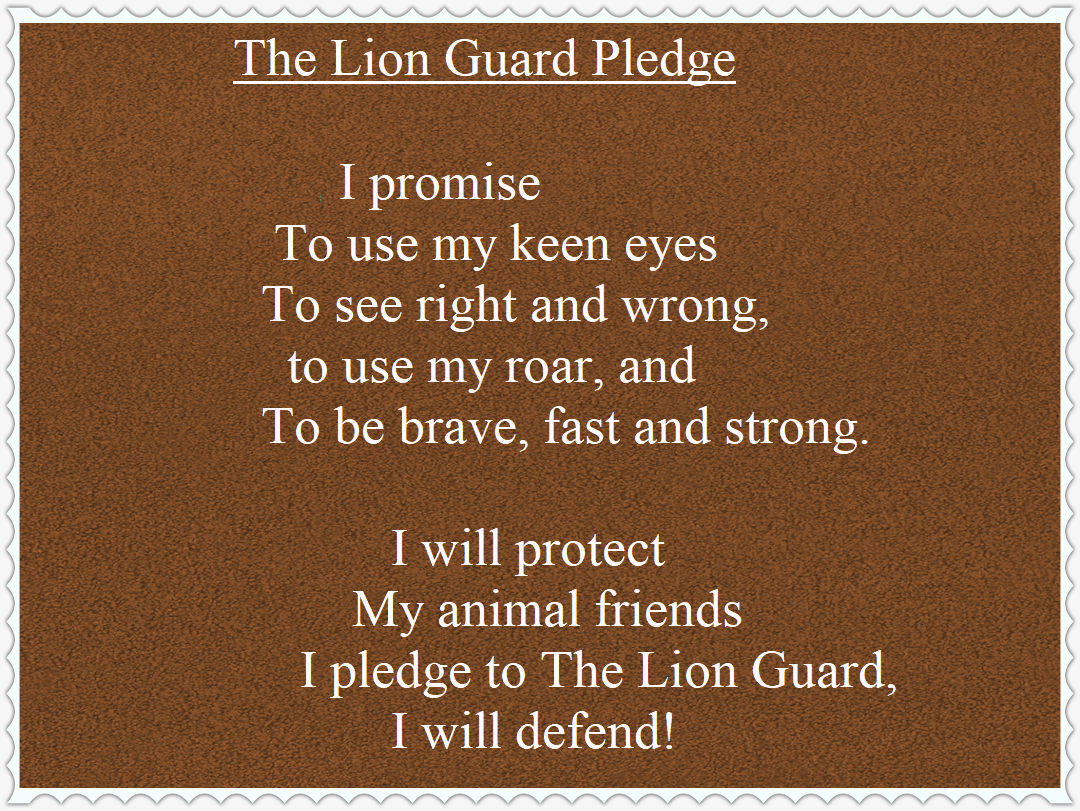 The Lion Guard Pledge
I promise
To use my keen eyes
To see right and wrong,
to use my roar, and
To be brave, fast and strong.
I will protect
My animal friends
I pledge to The Lion Guard,
I will defend!